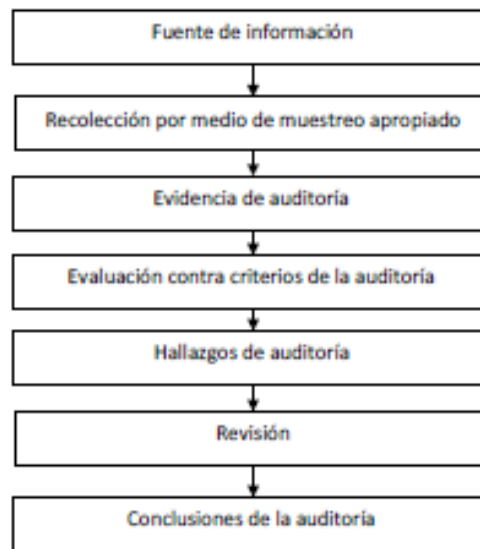 Fuente de información
Recolección por medio de muestreo apropiado
Evidencia de auditoría
Evaluación contra criterios de la auditoría
Hallazgos de auditoría
Revisión
Conclusiones de la auditoría